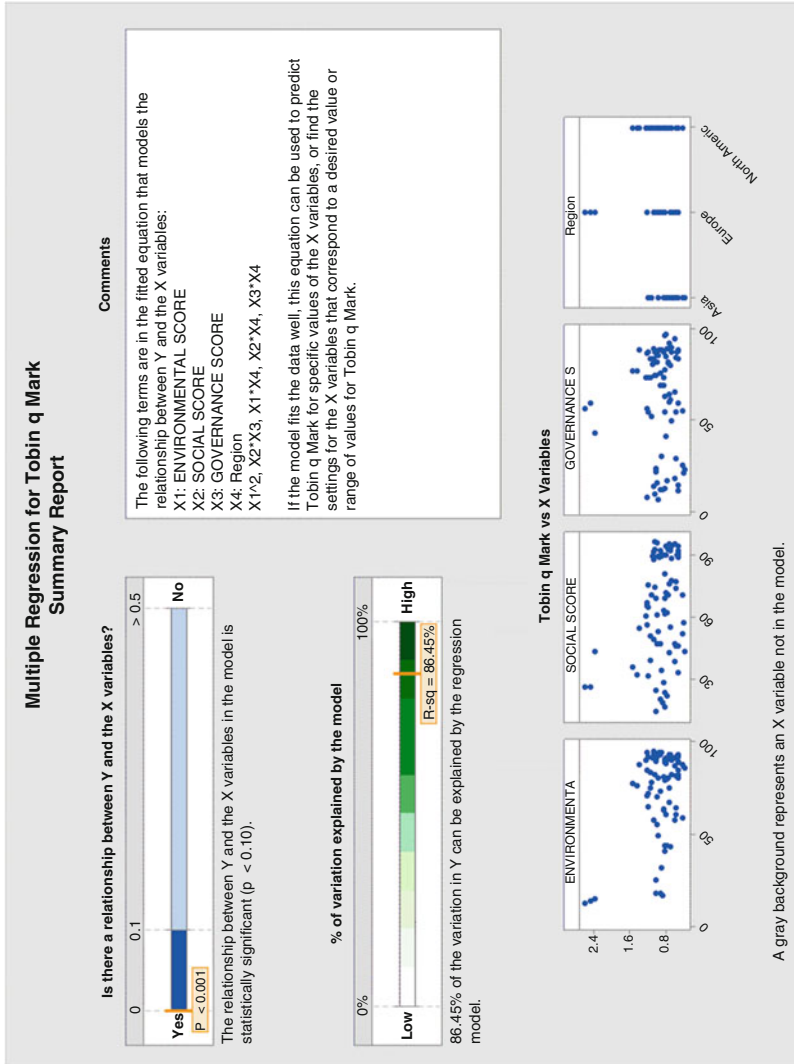 Multiple Regression for Tobin q Mark
Summary Report
Is there a relationship between Y and the X variables?
0 0.1 > 0.5
Yes No
P < 0.001
The relationship between Y and the X variables in the model is
statistically significant (p < 0.10).
% of variation explained by the model
0% 100%
Low High
R-sq = 86.45%
86.45% of the variation in Y can be explained by the regression
model.
Comments
The following terms are in the fitted equation that models the
relationship between Y and the X variables:
X1: ENVIRONMENTAL SCORE
X2: SOCIAL SCORE
X3: GOVERNANCE SCORE
X4: Region
X1^2, X2*X3, X1*X4, X2*X4, X3*X4
If the model fits the data well, this equation can be used to predict
Tobin q Mark for specific values of the X variables, or find the
settings for the X variables that correspond to a desired value or
range of values for Tobin q Mark.
Tobin q Mark vs X Variables
ENVIRONMENTA SOCIAL SCORE GOVERNANCE S Region
2.4
1.6
0.8
0 50 100 30 60 90 0 50 100 Asia Europe North Americ
A gray background represents an X variable not in the model.